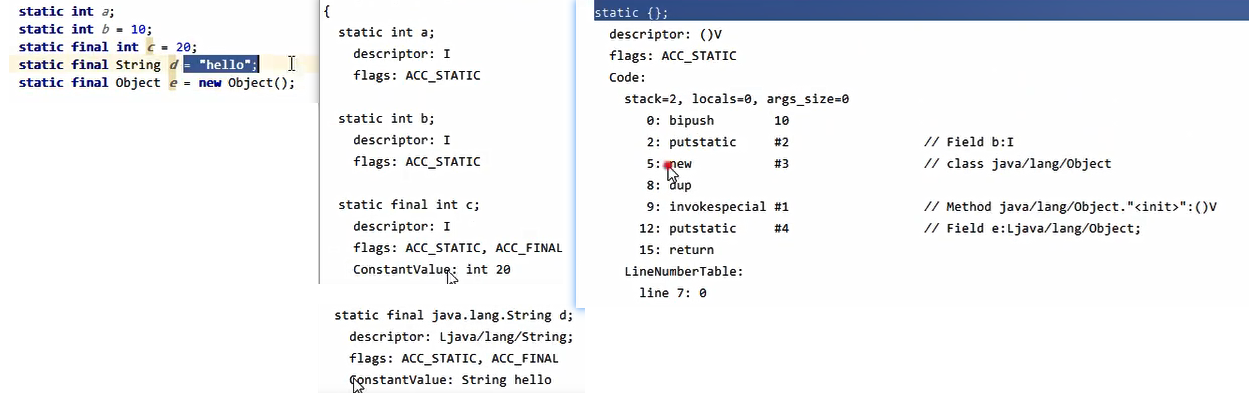 static int a;
static int b = 10;
static final int c = 20;
static final String d = "hello";
static final Object e = new Object();
{
static int a;
descriptor: I
flags: ACC_STATIC
static int b;
descriptor: I
flags: ACC_STATIC
static final int c;
descriptor: I
flags: ACC_STATIC, ACC_FINAL
ConstantValue: int 20
static final java.lang.String d;
descriptor: Ljava/lang/String;
flags: ACC_STATIC, ACC_FINAL
ConstantValue: String hello
static {};
descriptor: ()V
flags: ACC_STATIC
Code:
stack=2, locals=0, args_size=0
0: bipush 10
2: putstatic #2 // Field b:I
5: new #3 // class java/lang/Object
8: dup
9: invokespecial #1 // Method java/lang/Object."<init>":()V
12: putstatic #4 // Field e:Ljava/lang/Object;
15: return
LineNumberTable:
line 7: 0